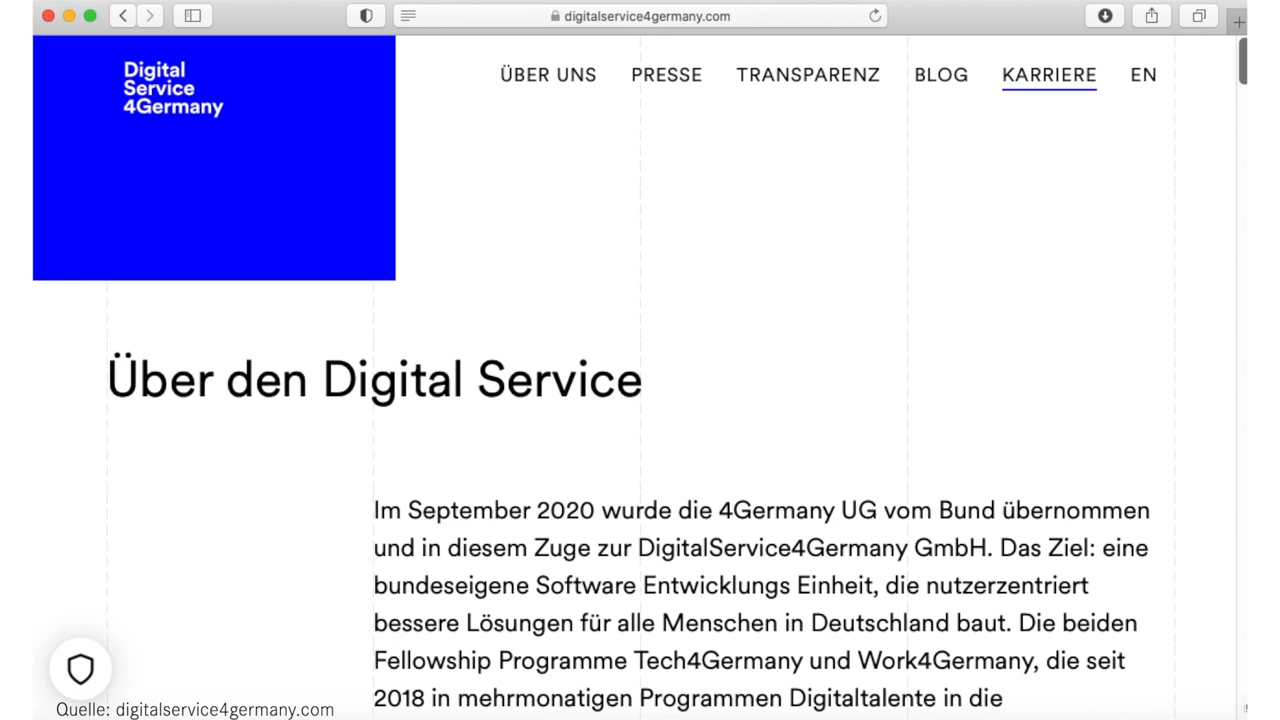 digitalservice4germany.com
Digital
Service
4Germany
ÜBER UNS PRESSE TRANSPARENZ BLOG KARRIERE EN
Über den Digital Service
Im September 2020 wurde die 4Germany UG vom Bund übernommen
und in diesem Zuge zur DigitalService4Germany GmbH. Das Ziel: eine
bundeseigene Software Entwicklungs Einheit, die nutzerzentriert
bessere Lösungen für alle Menschen in Deutschland baut. Die beiden
Fellowship Programme Tech4Germany und Work4Germany, die seit
2018 in mehrmonatigen Programmen Digitaltalente in die
Quelle: digitalservice4germany.com